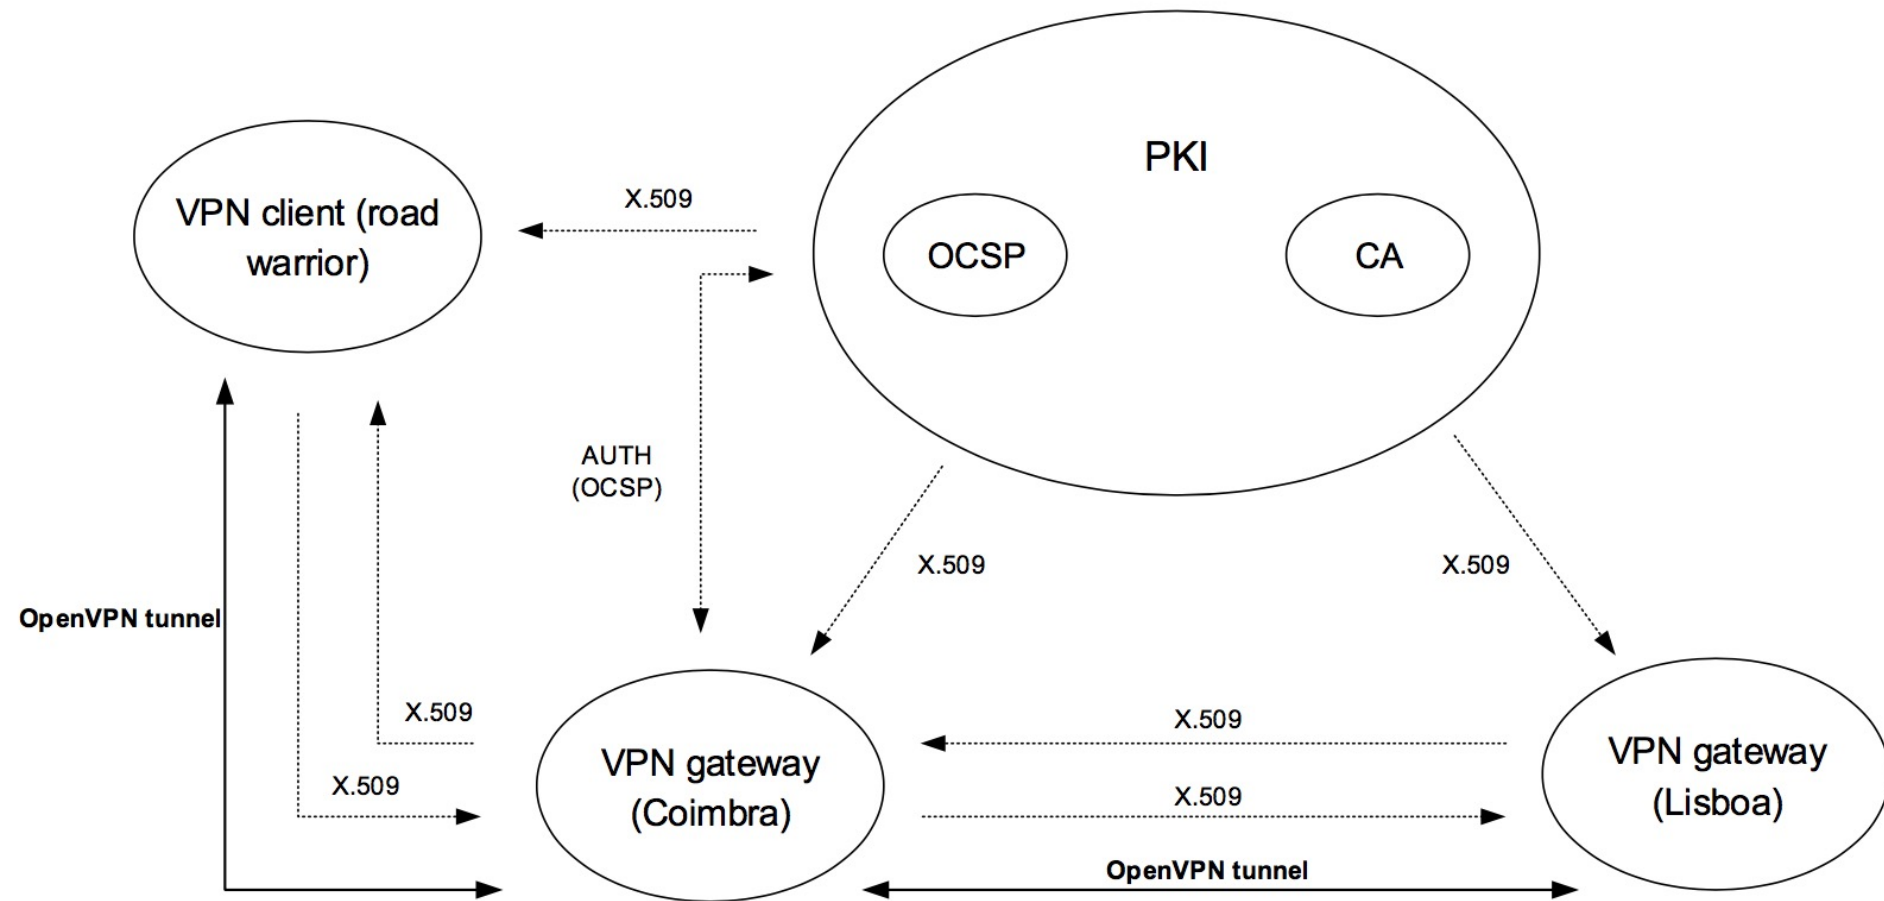 PKI
VPN client (road
warrior)
X.509
OCSP
CA
AUTH
(OCSP)
X.509
X.509
OpenVPN tunnel
X.509
X.509
VPN gateway
(Coimbra)
X.509
X.509
VPN gateway
(Lisboa)
OpenVPN tunnel